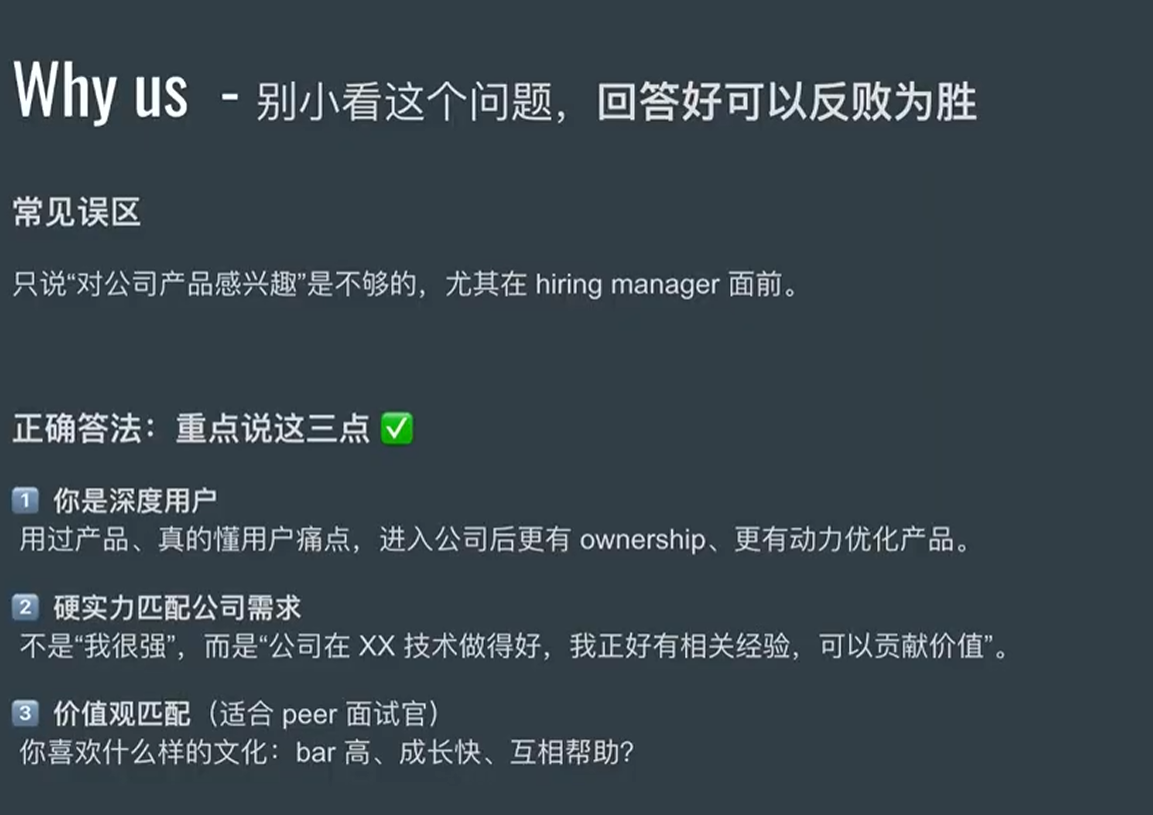 Why us - 别小看这个问题，回答好可以反败为胜
常见误区
只说“对公司产品感兴趣”是不够的，尤其在 hiring manager 面前。
正确答法：重点说这三点 ✅
1️⃣ 你是深度用户
用过产品、真的懂用户痛点，进入公司后更有 ownership、更有动力优化产品。
2️⃣ 硬实力匹配公司需求
不是“我很强”，而是“公司在 XX 技术做得好，我正好有相关经验，可以贡献价值”。
3️⃣ 价值观匹配（适合 peer 面试官）
你喜欢什么样的文化：bar 高、成长快、互相帮助？